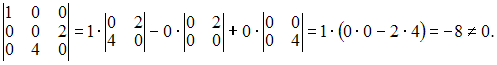 |1 0 0|
|0 0 2| = 1 · |0 2| − 0 · |0 2| + 0 · |0 0| = 1 · (0 · 0 − 2 · 4) = −8 ≠ 0.
|0 4 0|       |4 0|       |0 0|       |0 4|